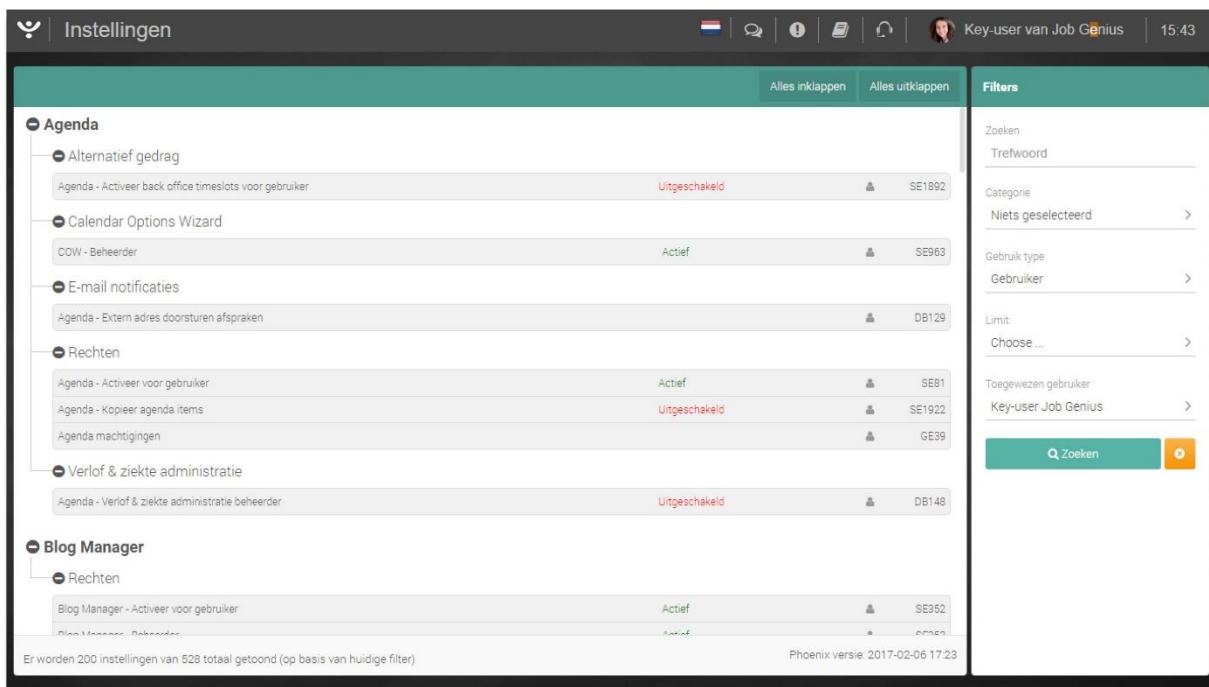 Instellingen
Key-user van Job Genius
15:43
Alles inklappen Alles uitklappen
Agenda
Alternatief gedrag
Agenda - Activeer back office timeslots voor gebruiker Uitgeschakeld SE1892
Calendar Options Wizard
COW - Beheerder Actief SE963
E-mail notificaties
Agenda - Extern adres doorsturen afspraken DB129
Rechten
Agenda - Activeer voor gebruiker Actief SE81
Agenda - Kopieer agenda items Uitgeschakeld SE1922
Agenda machtigingen GE39
Verlof & ziekte administratie
Agenda - Verlof & ziekte administratie beheerder Uitgeschakeld DB148
Blog Manager
Rechten
Blog Manager - Activeer voor gebruiker Actief SE352
Blog Manager - Beheerder Actief SE353
Er worden 200 instellingen van 528 totaal getoond (op basis van huidige filter)
Phoenix versie: 2017-02-06 17:23
Filters
Zoeken
Trefwoord
Categorie
Niets geselecteerd
Gebruik type
Gebruiker
Limit
Choose ...
Toegewezen gebruiker
Key-user Job Genius
Zoeken